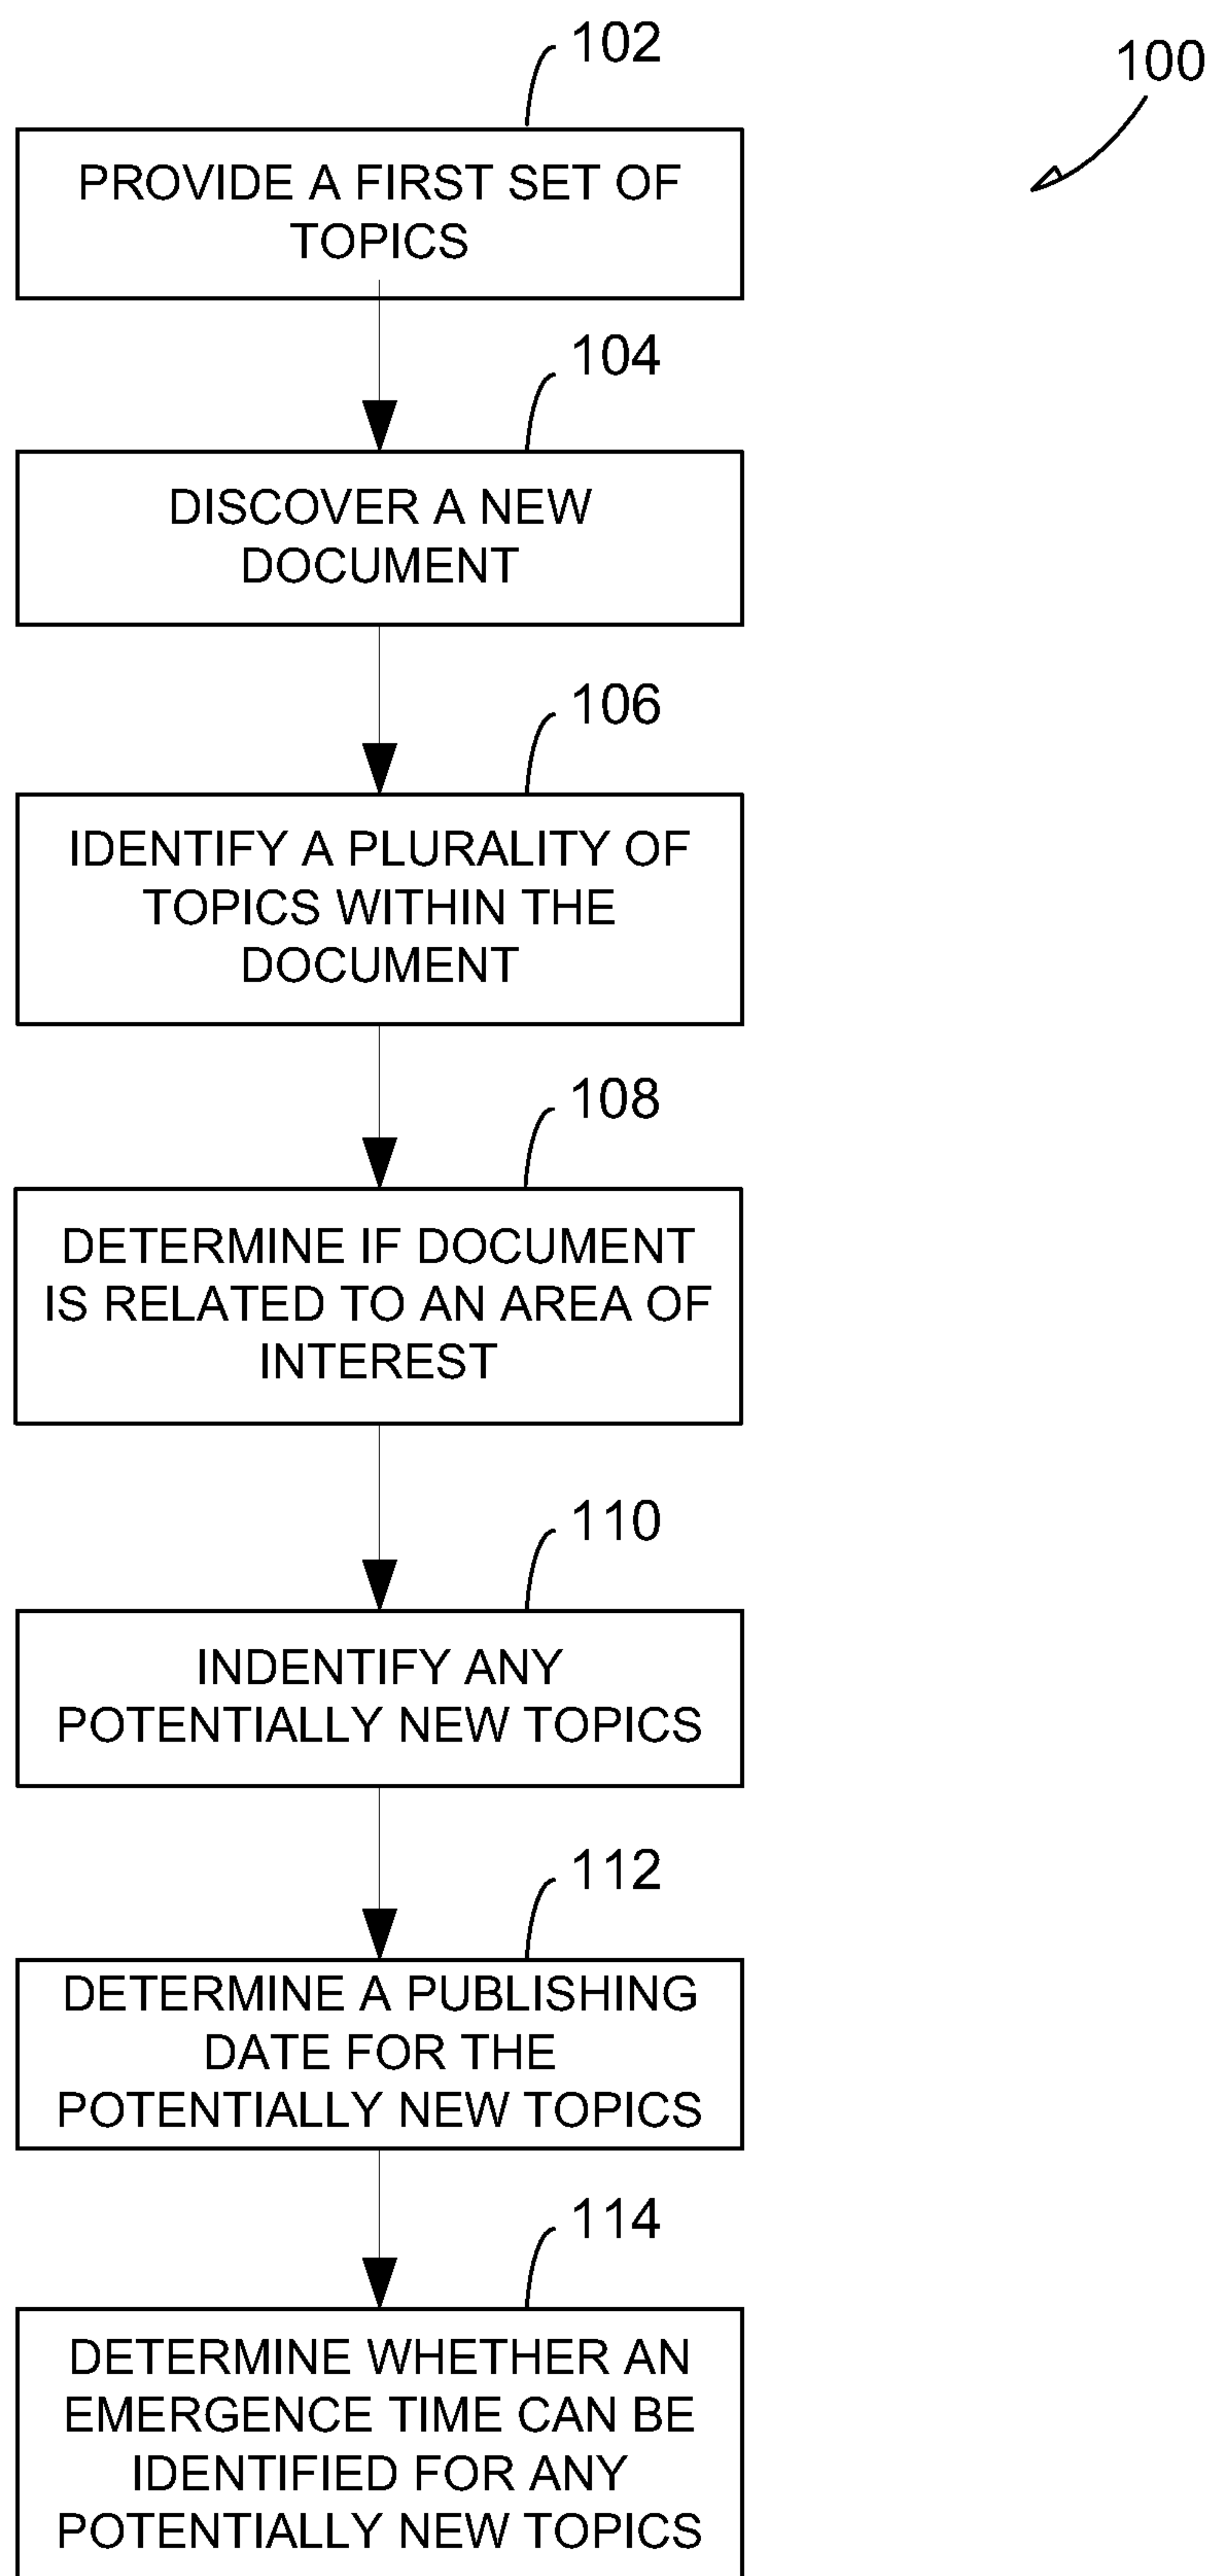 102
100
PROVIDE A FIRST SET OF
TOPICS
104
DISCOVER A NEW
DOCUMENT
106
IDENTIFY A PLURALITY OF
TOPICS WITHIN THE
DOCUMENT
108
DETERMINE IF DOCUMENT
IS RELATED TO AN AREA OF
INTEREST
110
INDENTIFY ANY
POTENTIALLY NEW TOPICS
112
DETERMINE A PUBLISHING
DATE FOR THE
POTENTIALLY NEW TOPICS
114
DETERMINE WHETHER AN
EMERGENCE TIME CAN BE
IDENTIFIED FOR ANY
POTENTIALLY NEW TOPICS